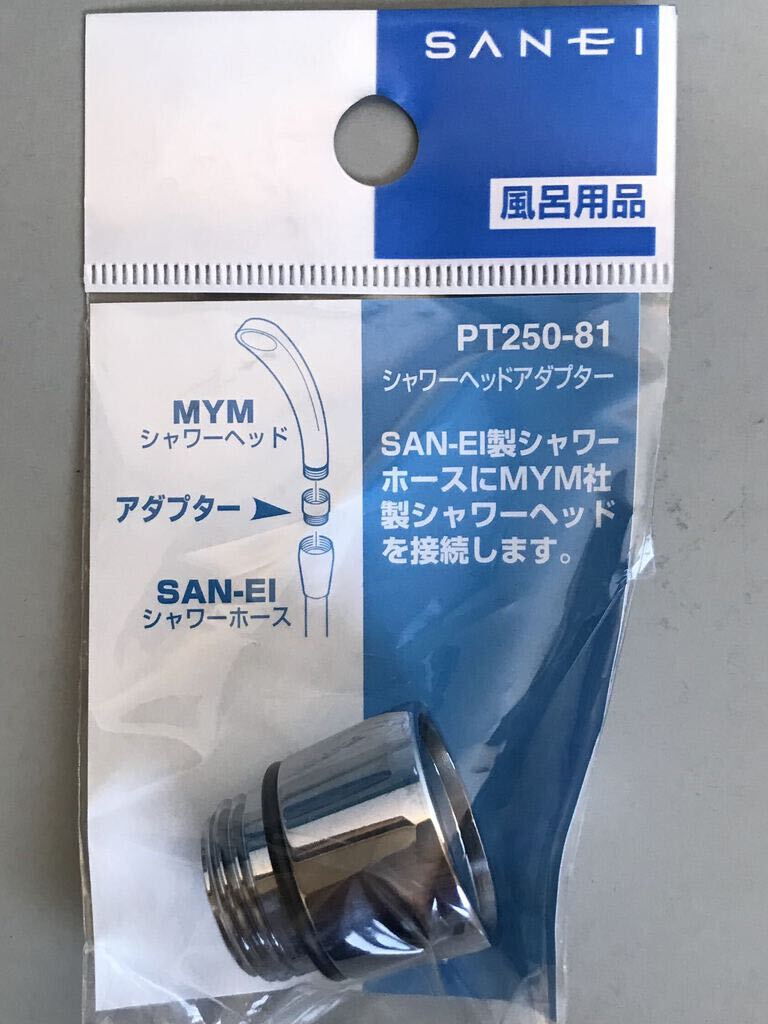 SANEI
風呂用品
PT250-81
シャワーヘッドアダプター
SAN-EI製シャワー
ホースにMYM社
製シャワーヘッド
を接続します。
MYM
シャワーヘッド
アダプター
SAN-EI
シャワーホース